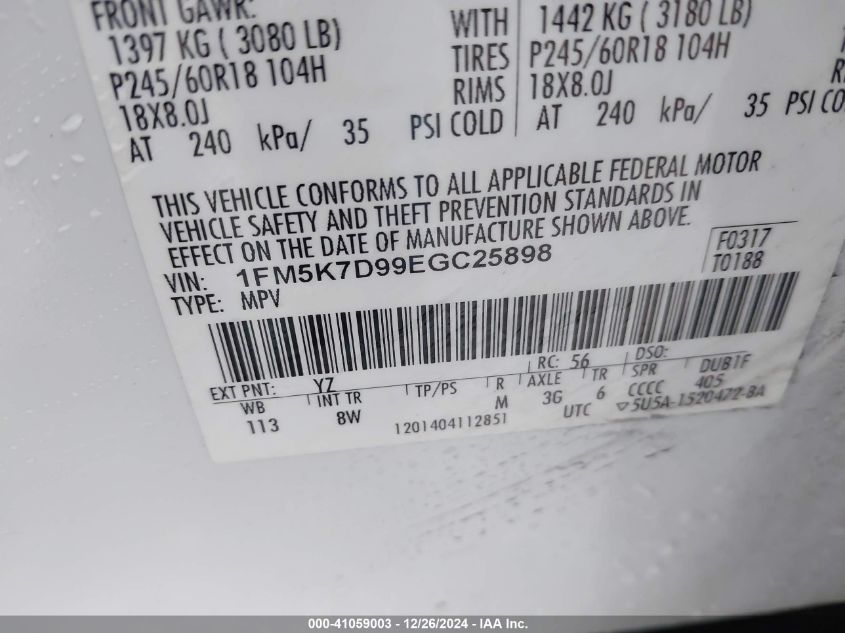 FRONT GAWR:
1397 KG ( 3080 LB) WITH 1442 KG ( 3180 LB)
P245/60R18 104H TIRES P245/60R18 104H
18X8.0J RIMS 18X8.0J
AT 240 kPa/ 35 PSI COLD AT 240 kPa/ 35 PSI CO
THIS VEHICLE CONFORMS TO ALL APPLICABLE FEDERAL MOTOR
VEHICLE SAFETY AND THEFT PREVENTION STANDARDS IN
EFFECT ON THE DATE OF MANUFACTURE SHOWN ABOVE.
VIN: 1FM5K7D99EGC25898 F0317
TYPE: MPV T0188
RC: 56 DSO:
EXT PNT: YZ
WB INT TR TP/PS R AXLE TR SPR DUB1F
113 8W M 3G 6 CCCC 405
1201404112851 UTC ▽5U5A-1520472-BA
000-41059003 - 12/26/2024 - IAA Inc.